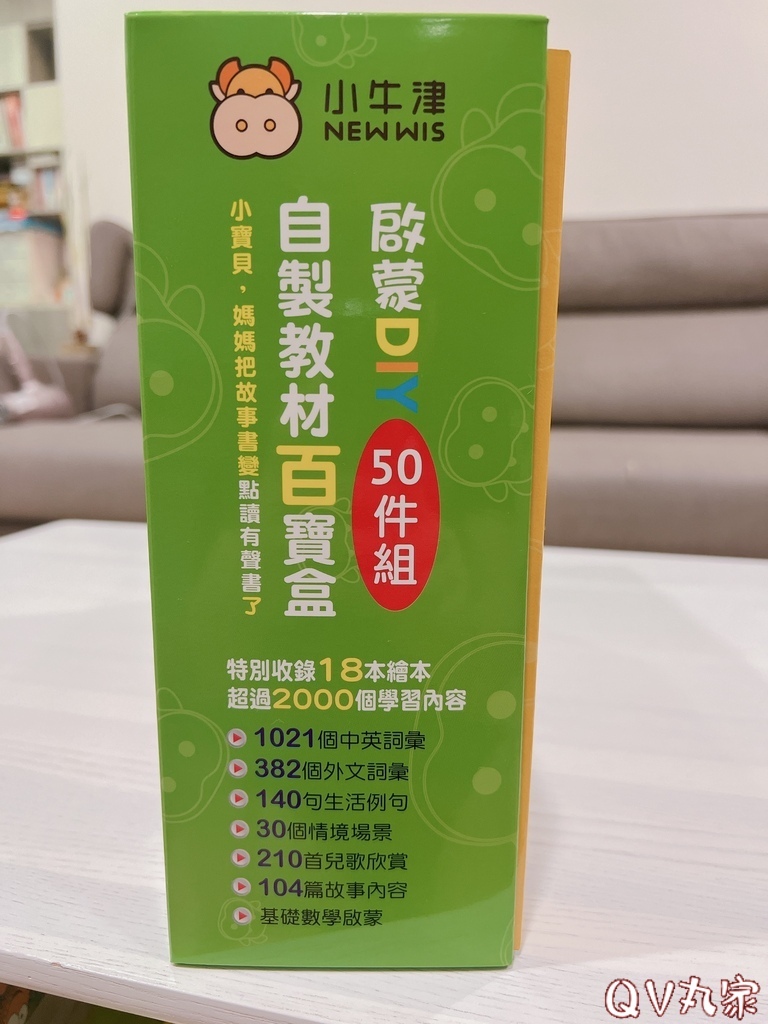 小牛津
NEW WIS
啟蒙DIY
50件組
自製教材百寶盒
小寶貝，媽媽把故事書變點讀有聲書了
特別收錄18本繪本
超過2000個學習內容
1021個中英詞彙
382個外文詞彙
140句生活例句
30個情境場景
210首兒歌欣賞
104篇故事內容
基礎數學啟蒙
QV丸家